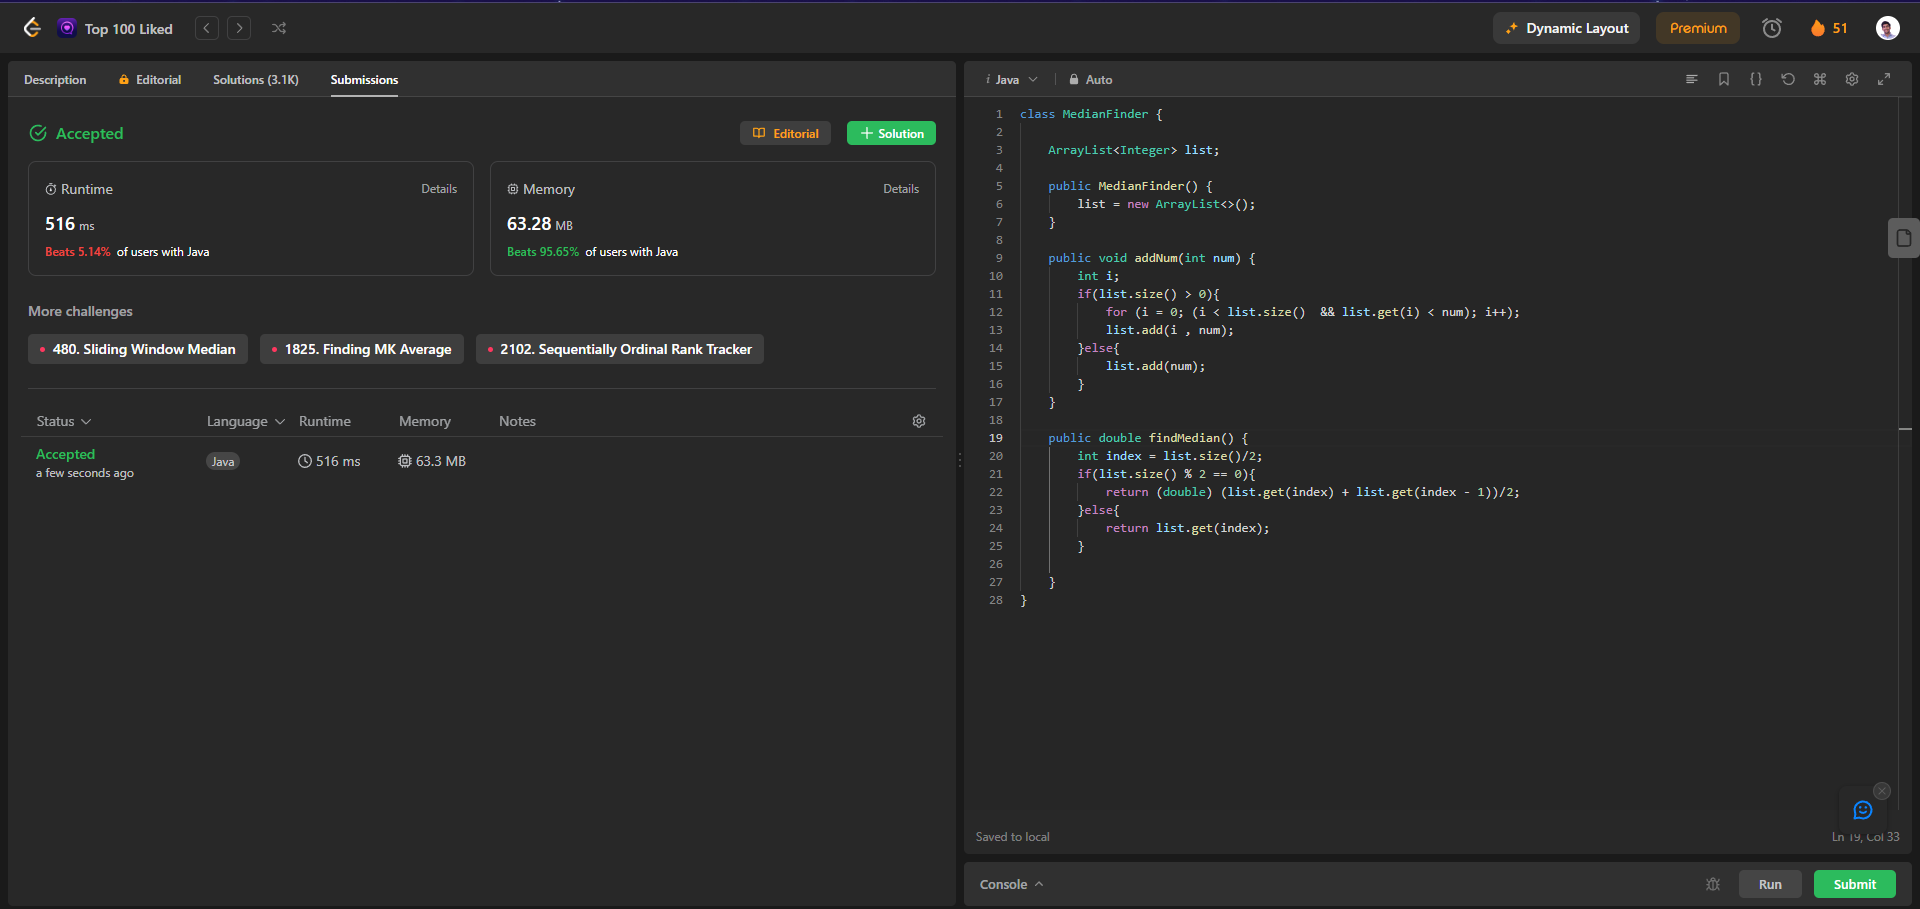 Top 100 Liked
Dynamic Layout
Premium
51
Description
Editorial
Solutions (3.1K)
Submissions
Accepted
Editorial
Solution
Runtime
Details
516 ms
Beats 5.14% of users with Java
Memory
Details
63.28 MB
Beats 95.65% of users with Java
More challenges
480. Sliding Window Median
1825. Finding MK Average
2102. Sequentially Ordinal Rank Tracker
Status
Language
Runtime
Memory
Notes
Accepted
a few seconds ago
Java
516 ms
63.3 MB
i Java
Auto
1 class MedianFinder {
2
3 ArrayList<Integer> list;
4
5 public MedianFinder() {
6 list = new ArrayList<>();
7 }
8
9 public void addNum(int num) {
10 int i;
11 if(list.size() > 0){
12 for (i = 0; (i < list.size()  && list.get(i) < num); i++);
13 list.add(i , num);
14 }else{
15 list.add(num);
16 }
17 }
18
19 public double findMedian() {
20 int index = list.size()/2;
21 if(list.size() % 2 == 0){
22 return (double) (list.get(index) + list.get(index - 1))/2;
23 }else{
24 return list.get(index);
25 }
26
27 }
28 }
Saved to local
Ln 19, Col 33
Console
Run
Submit